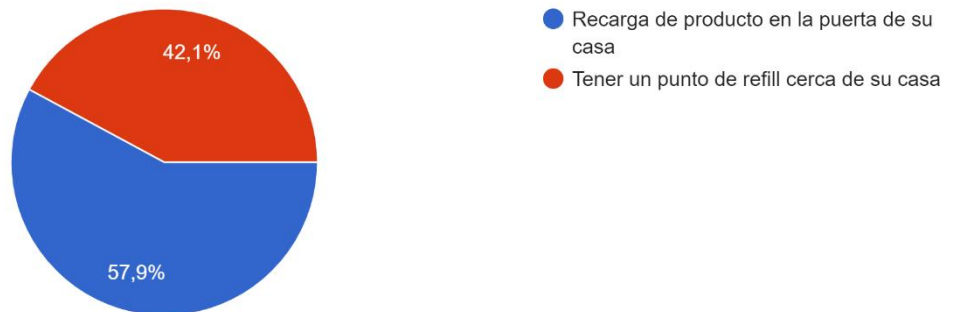 42,1%
57,9%
Recarga de producto en la puerta de su
casa
Tener un punto de refill cerca de su casa